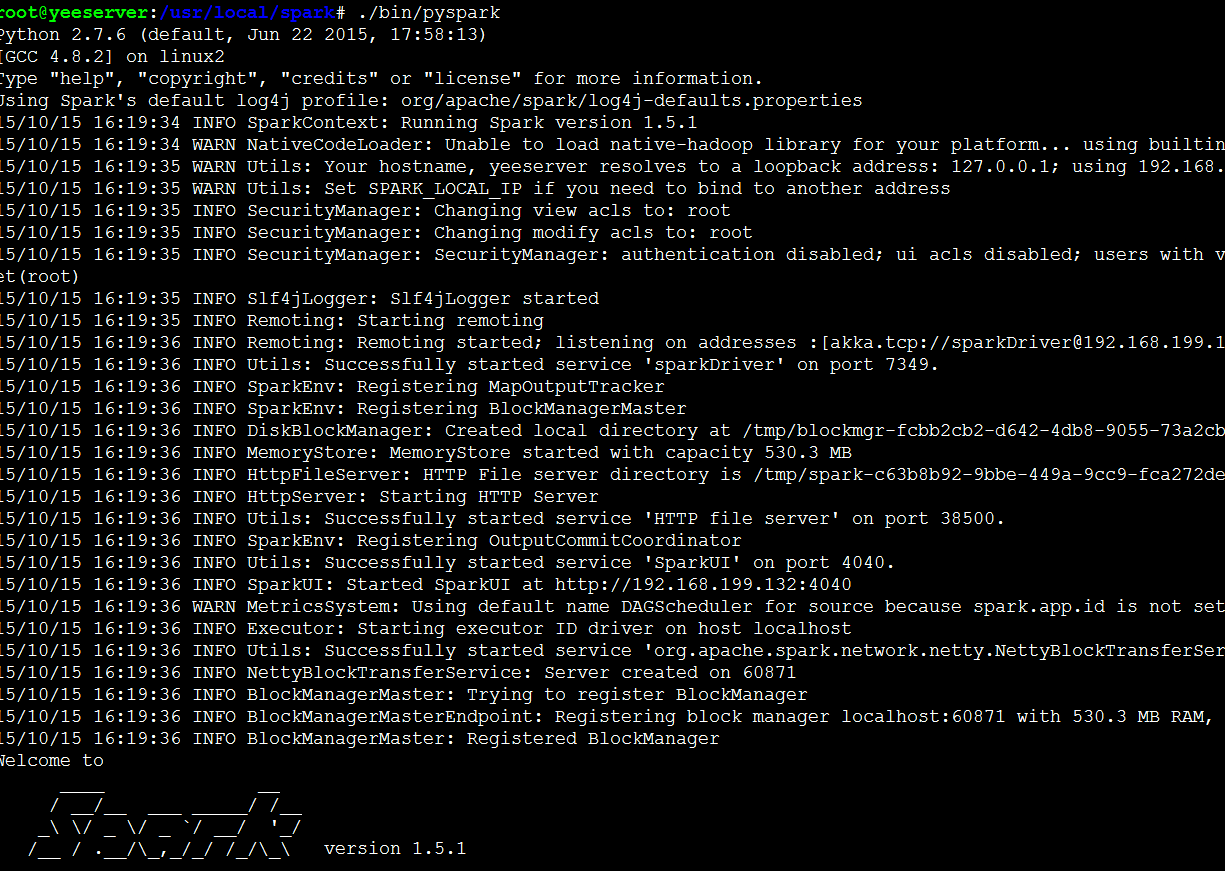 root@yeeserver:/usr/local/spark# ./bin/pyspark
Python 2.7.6 (default, Jun 22 2015, 17:58:13)
[GCC 4.8.2] on linux2
Type "help", "copyright", "credits" or "license" for more information.
Using Spark's default log4j profile: org/apache/spark/log4j-defaults.properties
15/10/15 16:19:34 INFO SparkContext: Running Spark version 1.5.1
15/10/15 16:19:34 WARN NativeCodeLoader: Unable to load native-hadoop library for your platform... using builtin
15/10/15 16:19:35 WARN Utils: Your hostname, yeeserver resolves to a loopback address: 127.0.0.1; using 192.168.
15/10/15 16:19:35 WARN Utils: Set SPARK_LOCAL_IP if you need to bind to another address
15/10/15 16:19:35 INFO SecurityManager: Changing view acls to: root
15/10/15 16:19:35 INFO SecurityManager: Changing modify acls to: root
15/10/15 16:19:35 INFO SecurityManager: SecurityManager: authentication disabled; ui acls disabled; users with v
et(root)
15/10/15 16:19:35 INFO Slf4jLogger: Slf4jLogger started
15/10/15 16:19:35 INFO Remoting: Starting remoting
15/10/15 16:19:36 INFO Remoting: Remoting started; listening on addresses :[akka.tcp://sparkDriver@192.168.199.1
15/10/15 16:19:36 INFO Utils: Successfully started service 'sparkDriver' on port 7349.
15/10/15 16:19:36 INFO SparkEnv: Registering MapOutputTracker
15/10/15 16:19:36 INFO SparkEnv: Registering BlockManagerMaster
15/10/15 16:19:36 INFO DiskBlockManager: Created local directory at /tmp/blockmgr-fcbb2cb2-d642-4db8-9055-73a2cb
15/10/15 16:19:36 INFO MemoryStore: MemoryStore started with capacity 530.3 MB
15/10/15 16:19:36 INFO HttpFileServer: HTTP File server directory is /tmp/spark-c63b8b92-9bbe-449a-9cc9-fca272de
15/10/15 16:19:36 INFO HttpServer: Starting HTTP Server
15/10/15 16:19:36 INFO Utils: Successfully started service 'HTTP file server' on port 38500.
15/10/15 16:19:36 INFO SparkEnv: Registering OutputCommitCoordinator
15/10/15 16:19:36 INFO Utils: Successfully started service 'SparkUI' on port 4040.
15/10/15 16:19:36 INFO SparkUI: Started SparkUI at http://192.168.199.132:4040
15/10/15 16:19:36 WARN MetricsSystem: Using default name DAGScheduler for source because spark.app.id is not set
15/10/15 16:19:36 INFO Executor: Starting executor ID driver on host localhost
15/10/15 16:19:36 INFO Utils: Successfully started service 'org.apache.spark.network.netty.NettyBlockTransferSer
15/10/15 16:19:36 INFO NettyBlockTransferService: Server created on 60871
15/10/15 16:19:36 INFO BlockManagerMaster: Trying to register BlockManager
15/10/15 16:19:36 INFO BlockManagerMasterEndpoint: Registering block manager localhost:60871 with 530.3 MB RAM,
15/10/15 16:19:36 INFO BlockManagerMaster: Registered BlockManager
Welcome to
Spark version 1.5.1